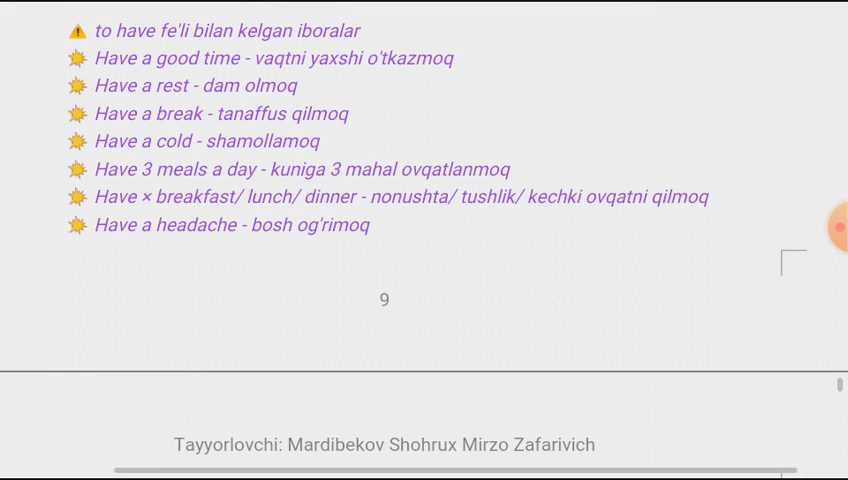 ⚠ to have fe'li bilan kelgan iboralar
Have a good time - vaqtni yaxshi o'tkazmoq
Have a rest - dam olmoq
Have a break - tanaffus qilmoq
Have a cold - shamollamoq
Have 3 meals a day - kuniga 3 mahal ovqatlanmoq
Have × breakfast/ lunch/ dinner - nonushta/ tushlik/ kechki ovqatni qilmoq
Have a headache - bosh og'rimoq
9
Tayyorlovchi: Mardibekov Shohrux Mirzo Zafarivich